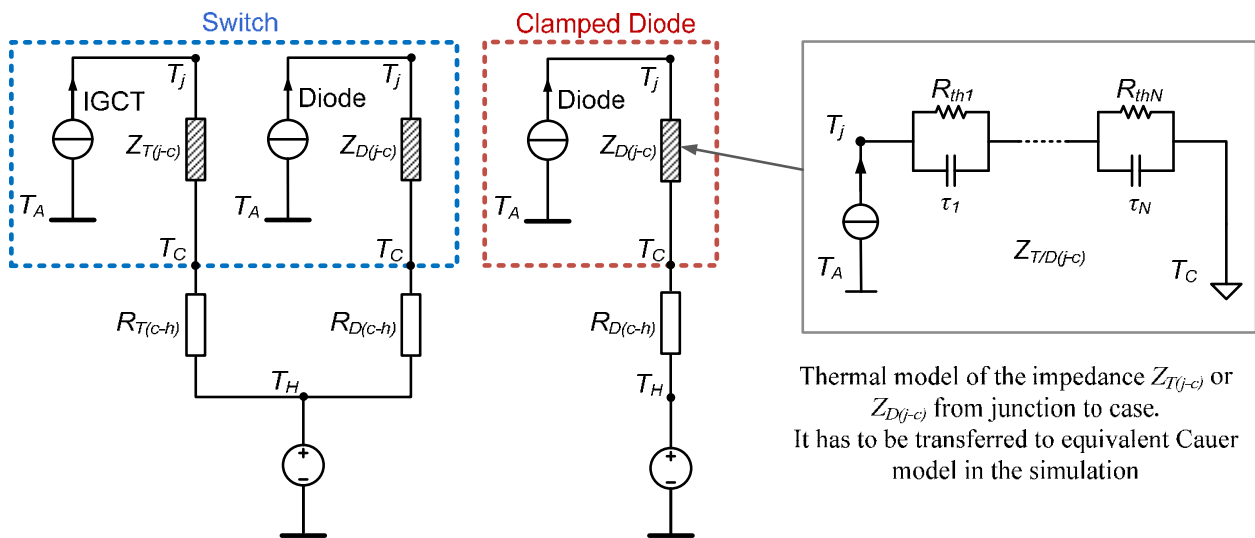 Switch
Clamped Diode
Tj
Tj
Tj
IGCT
Diode
Diode
ZT(j-c)
ZD(j-c)
ZD(j-c)
TA
TA
TA
TC
TC
TC
RT(c-h)
RD(c-h)
RD(c-h)
TH
TH
+
-
+
-
Rth1
RthN
Tj
τ1
τN
TA
ZT/D(j-c)
TC
Thermal model of the impedance ZT(j-c) or
ZD(j-c) from junction to case.
It has to be transferred to equivalent Cauer
model in the simulation